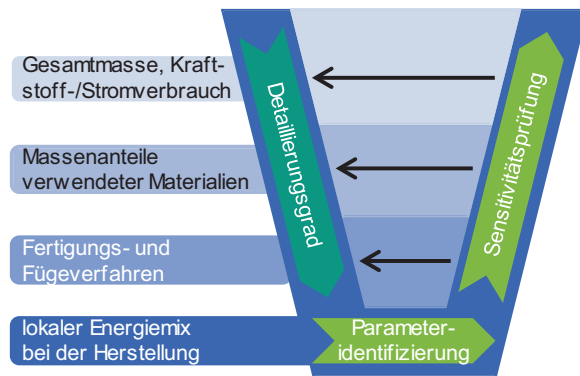 Gesamtmasse, Kraft-
stoff-/Stromverbrauch
Massenanteile
verwendeter Materialien
Fertigungs- und
Fügeverfahren
lokaler Energiemix
bei der Herstellung
Detaillierungsgrad
Parameter-
identifizierung
Sensitivitätsprüfung